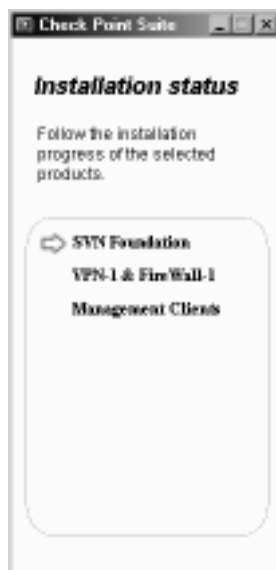 Check Point Suite
Installation status
Follow the installation
progress of the selected
products.
SVN Foundation
VPN-1 & FireWall-1
Management Clients